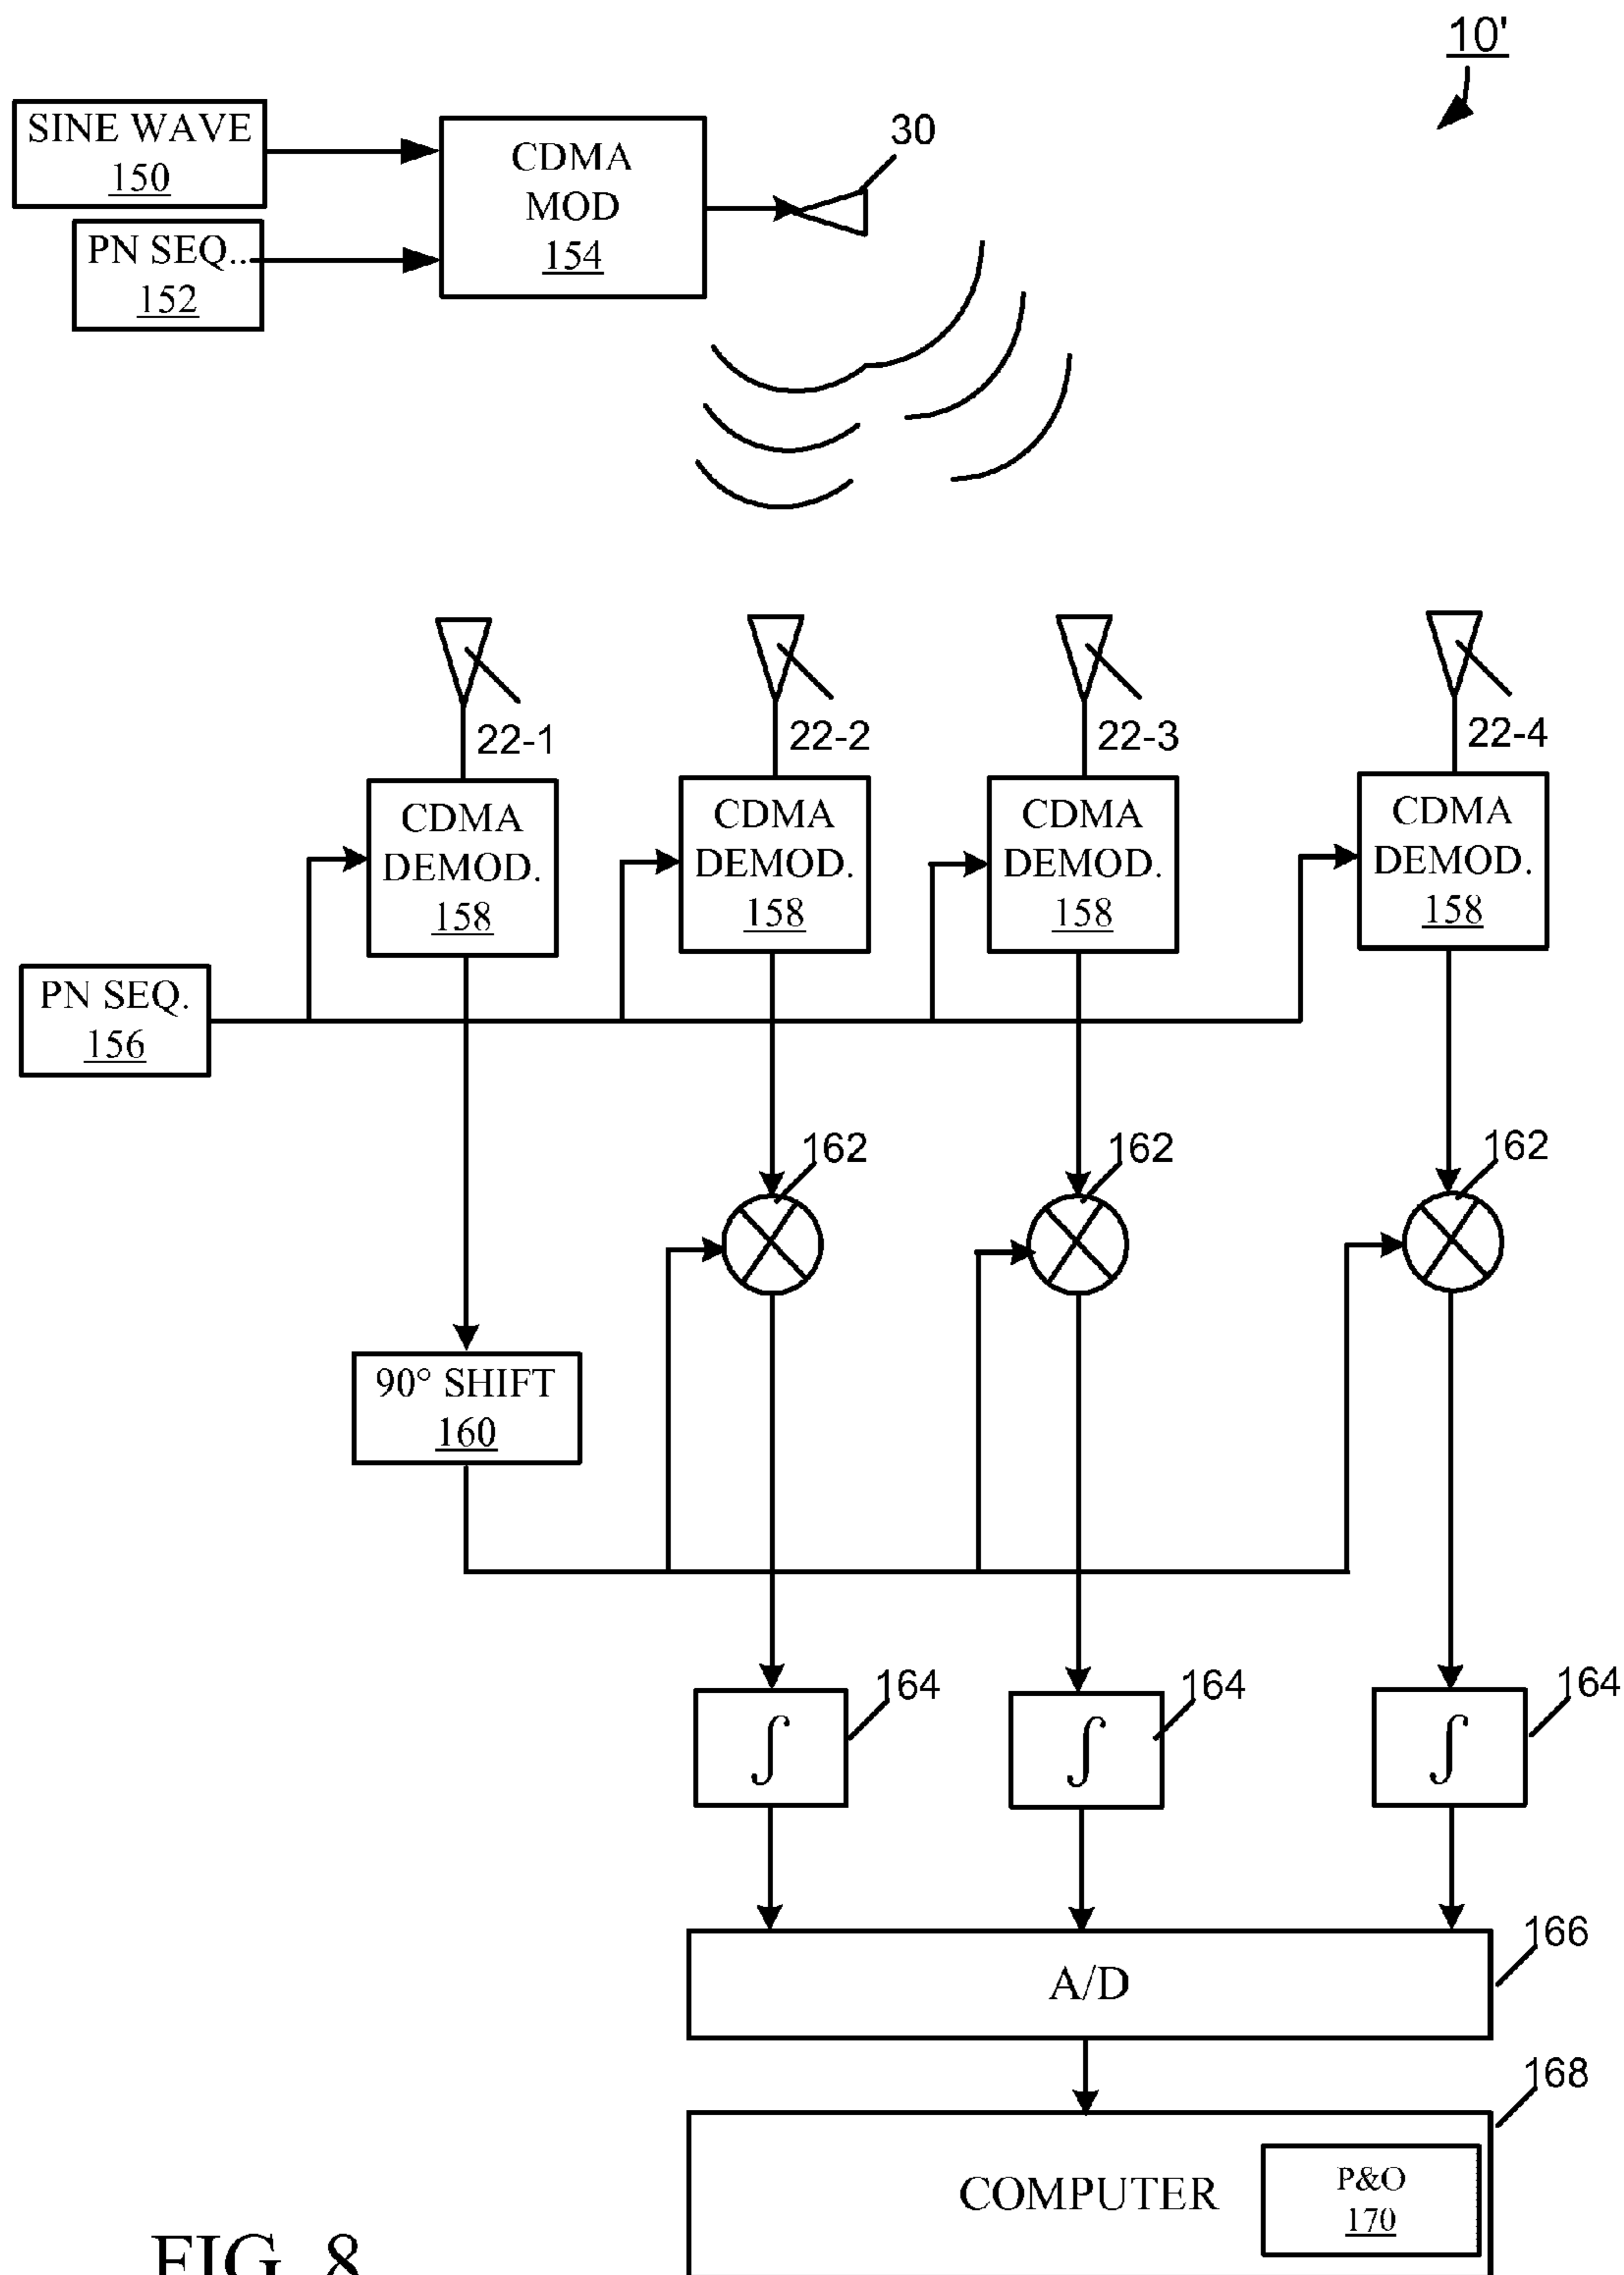 10'
SINE WAVE
150
PN SEQ..
152
CDMA
MOD
154
30
22-1
22-2
22-3
22-4
CDMA
DEMOD.
158
CDMA
DEMOD.
158
CDMA
DEMOD.
158
CDMA
DEMOD.
158
PN SEQ.
156
162
162
162
90° SHIFT
160
164
164
164
∫
∫
∫
166
A/D
168
COMPUTER
P&O
170
FIG. 8